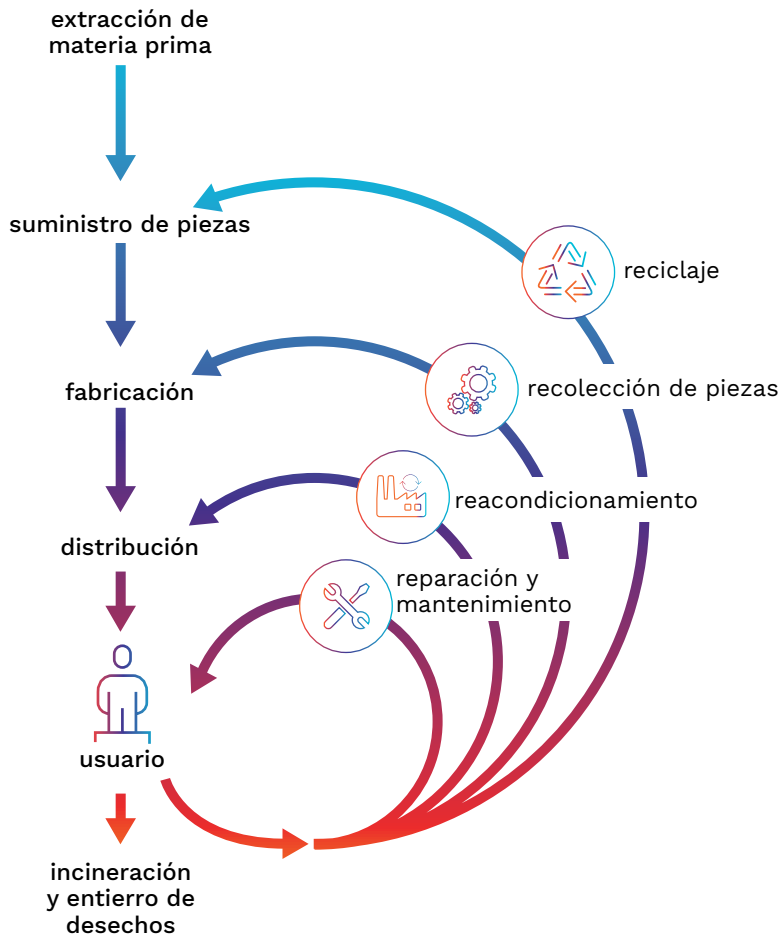 extracción de
materia prima
suministro de piezas
reciclaje
fabricación
recolección de piezas
reacondicionamiento
distribución
reparación y
mantenimiento
usuario
incineración
y entierro de
desechos